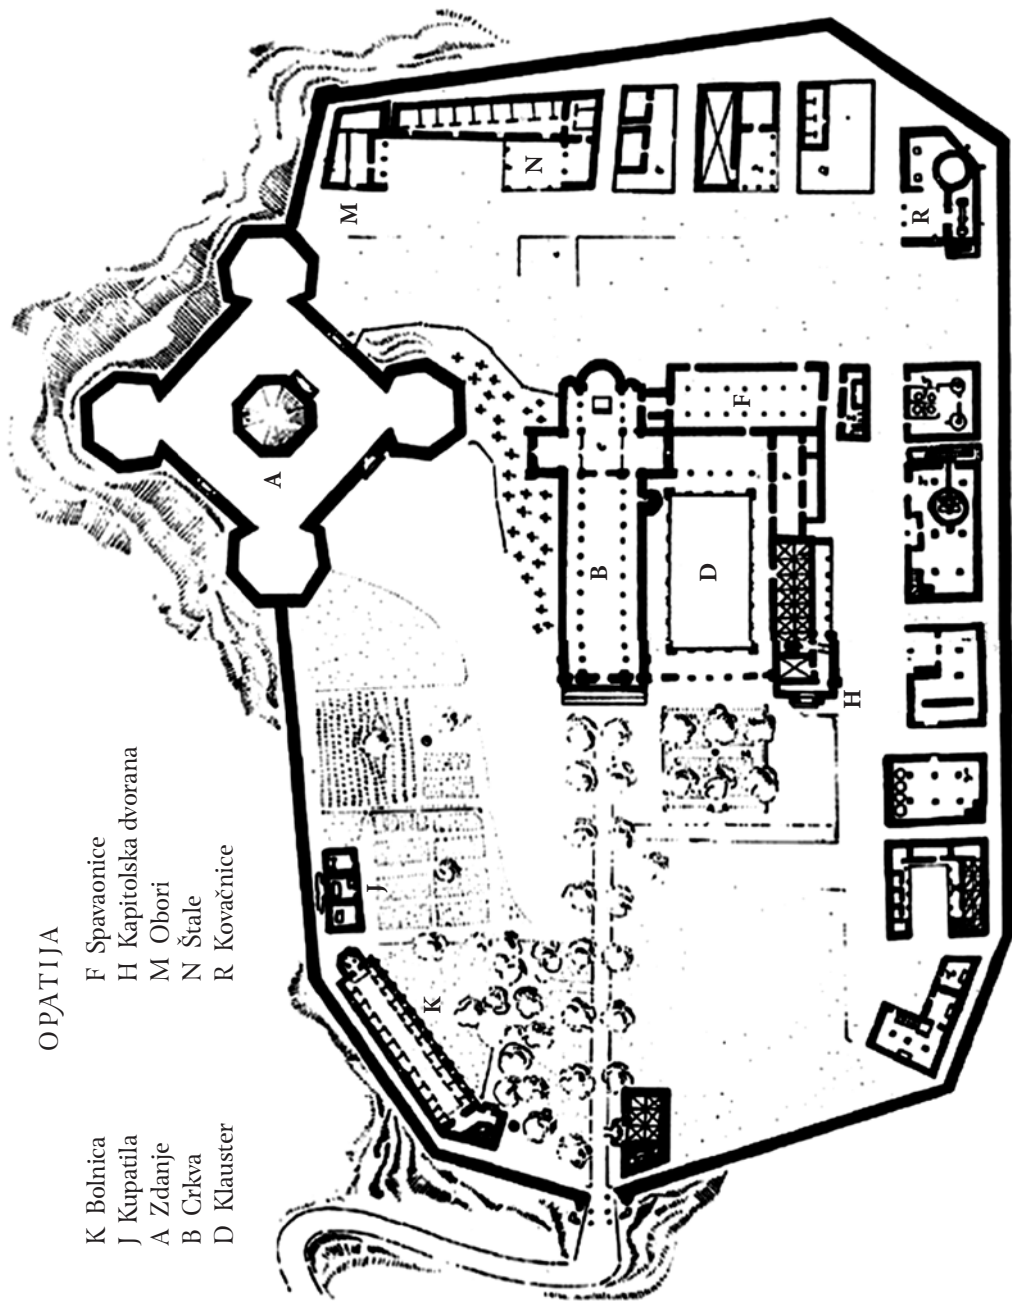 OPATIJA
K Bolnica
J Kupatila
A Zdanje
B Crkva
D Klauster
F Spavaonice
H Kapitolska dvorana
M Obori
N Štale
R Kovačnice
K
J
A
B
D
F
H
M
N
R